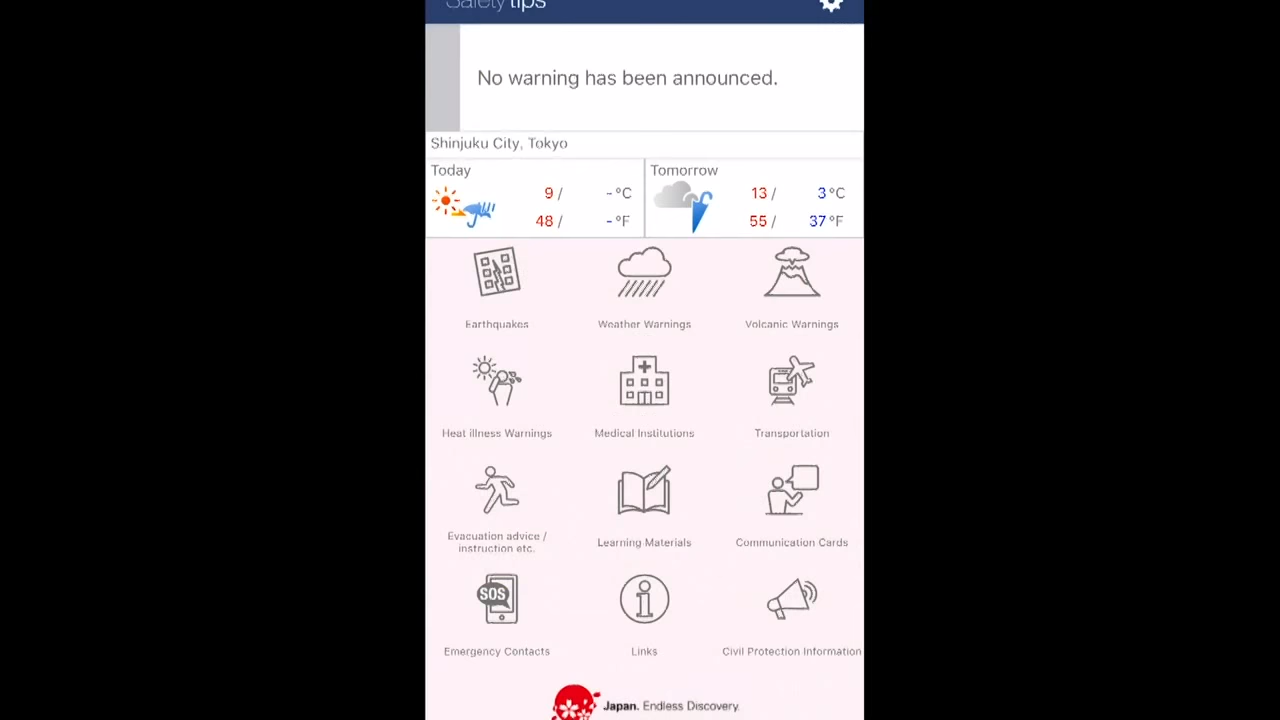 Safety tips
No warning has been announced.
Shinjuku City, Tokyo
Today
9 / - °C
48 / - °F
Tomorrow
13 / 3 °C
55 / 37 °F
Earthquakes
Weather Warnings
Volcanic Warnings
Heat illness Warnings
Medical Institutions
Transportation
Evacuation advice /
instruction etc.
Learning Materials
Communication Cards
SOS
Emergency Contacts
Links
Civil Protection Information
Japan. Endless Discovery.